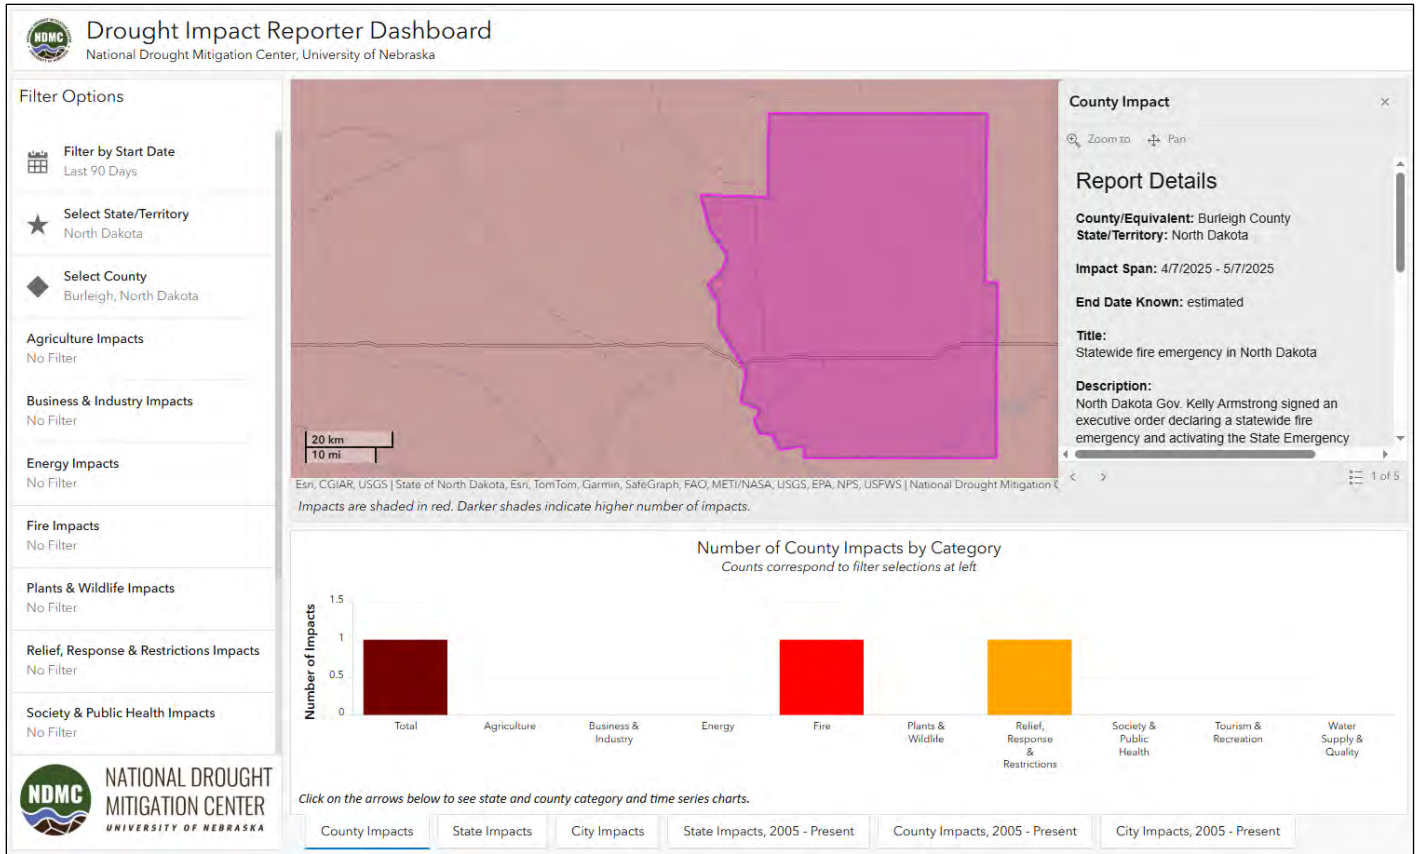 NDMC
Drought Impact Reporter Dashboard
National Drought Mitigation Center, University of Nebraska
Filter Options
Filter by Start Date
Last 90 Days
Select State/Territory
North Dakota
Select County
Burleigh, North Dakota
Agriculture Impacts
No Filter
Business & Industry Impacts
No Filter
Energy Impacts
No Filter
Fire Impacts
No Filter
Plants & Wildlife Impacts
No Filter
Relief, Response & Restrictions Impacts
No Filter
Society & Public Health Impacts
No Filter
NDMC
NATIONAL DROUGHT
MITIGATION CENTER
UNIVERSITY OF NEBRASKA
20 km
10 mi
Esri, CGIAR, USGS | State of North Dakota, Esri, TomTom, Garmin, SafeGraph, FAO, METI/NASA, USGS, EPA, NPS, USFWS | National Drought Mitigation C
Impacts are shaded in red. Darker shades indicate higher number of impacts.
County Impact
Zoom to
Pan
Report Details
County/Equivalent: Burleigh County
State/Territory: North Dakota
Impact Span: 4/7/2025 - 5/7/2025
End Date Known: estimated
Title:
Statewide fire emergency in North Dakota
Description:
North Dakota Gov. Kelly Armstrong signed an
executive order declaring a statewide fire
emergency and activating the State Emergency
1 of 5
Number of County Impacts by Category
Counts correspond to filter selections at left
Number of Impacts
1.5
1
0.5
0
Total
Agriculture
Business &
Industry
Energy
Fire
Plants &
Wildlife
Relief,
Response
&
Restrictions
Society &
Public
Health
Tourism &
Recreation
Water
Supply &
Quality
Click on the arrows below to see state and county category and time series charts.
County Impacts
State Impacts
City Impacts
State Impacts, 2005 - Present
County Impacts, 2005 - Present
City Impacts, 2005 - Present